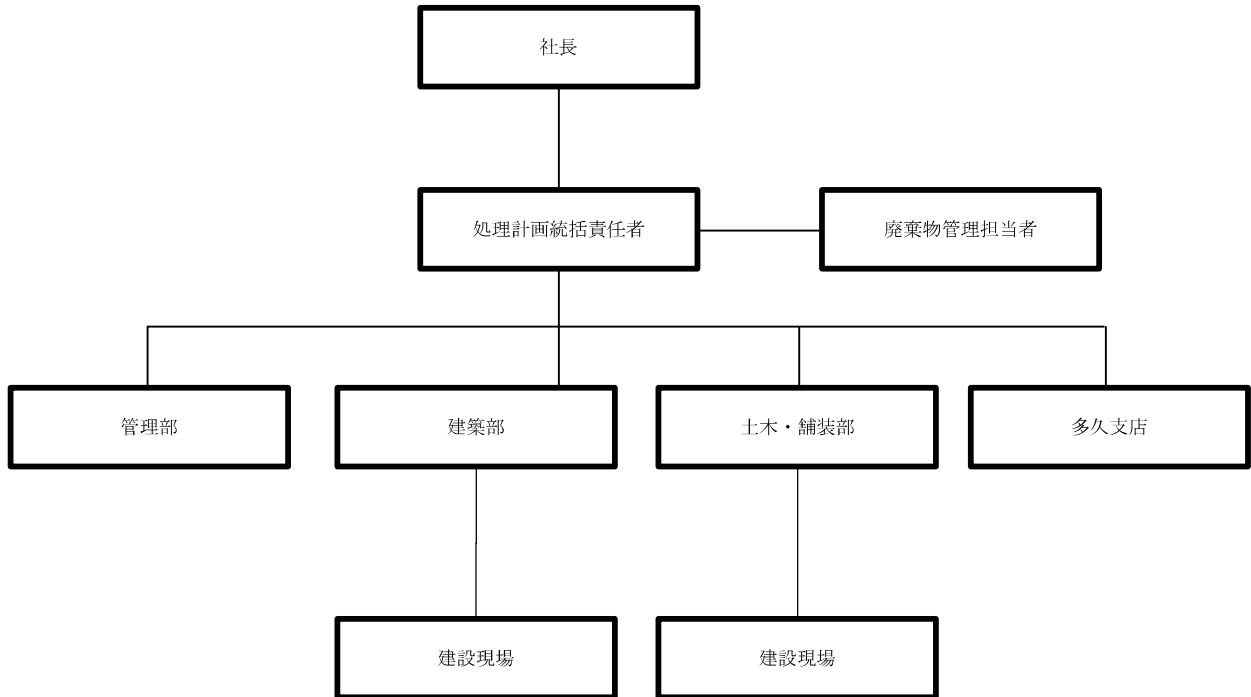 社長
処理計画統括責任者
廃棄物管理担当者
管理部
建築部
土木・舗装部
多久支店
建設現場
建設現場